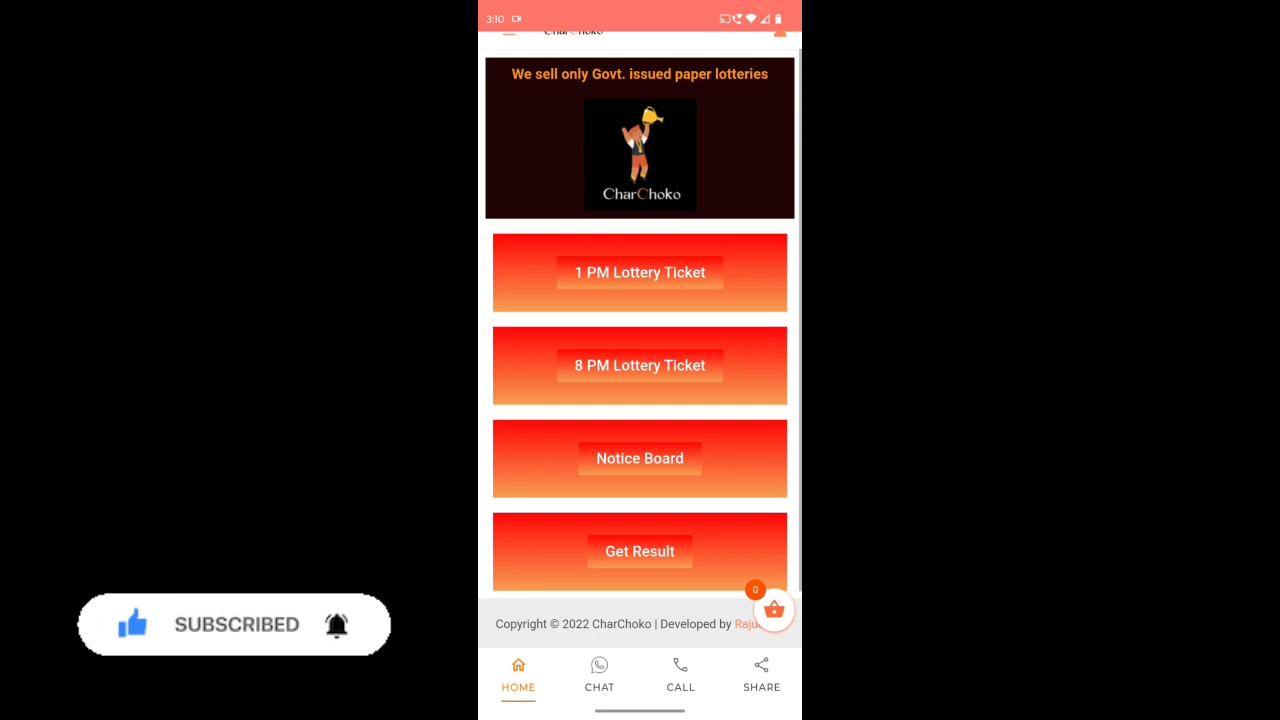 3:10
CharChoko
We sell only Govt. issued paper lotteries
CharChoko
1 PM Lottery Ticket
8 PM Lottery Ticket
Notice Board
Get Result
0
Copyright © 2022 CharChoko | Developed by
SUBSCRIBED
HOME CHAT CALL SHARE